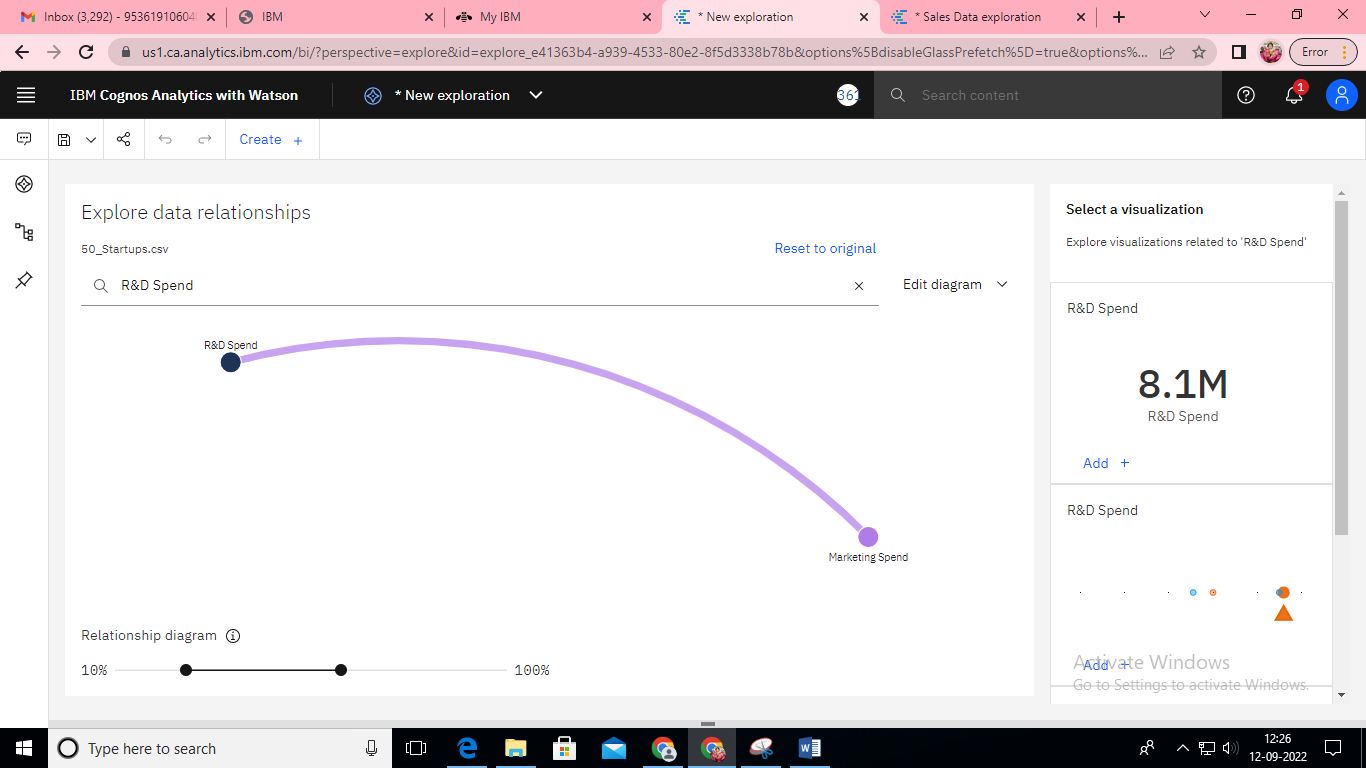 Inbox (3,292) - 9536191060
IBM
My IBM
* New exploration
* Sales Data exploration
us1.ca.analytics.ibm.com/bi/?perspective=explore&id=explore_e41363b4-a939-4533-80e2-8f5d3338b78b&options%5BdisableGlassPrefetch%5D=true&options%...
Error
IBM Cognos Analytics with Watson
* New exploration
361
Search content
1
Create +
Explore data relationships
50_Startups.csv
Reset to original
R&D Spend
Edit diagram
R&D Spend
Marketing Spend
Relationship diagram
10%
100%
Select a visualization
Explore visualizations related to 'R&D Spend'
R&D Spend
8.1M
R&D Spend
Add +
R&D Spend
Add +
Activate Windows
Go to Settings to activate Windows.
Type here to search
12:26
12-09-2022